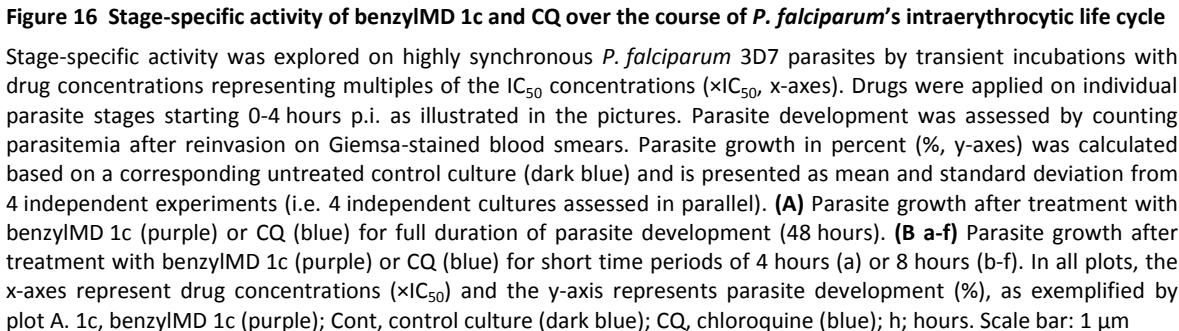 Figure 16 Stage-specific activity of benzylMD 1c and CQ over the course of P. falciparum's intraerythrocytic life cycle
Stage-specific activity was explored on highly synchronous P. falciparum 3D7 parasites by transient incubations with
drug concentrations representing multiples of the IC50 concentrations (×IC50, x-axes). Drugs were applied on individual
parasite stages starting 0-4 hours p.i. as illustrated in the pictures. Parasite development was assessed by counting
parasitemia after reinvasion on Giemsa-stained blood smears. Parasite growth in percent (%, y-axes) was calculated
based on a corresponding untreated control culture (dark blue) and is presented as mean and standard deviation from
4 independent experiments (i.e. 4 independent cultures assessed in parallel). (A) Parasite growth after treatment with
benzylMD 1c (purple) or CQ (blue) for full duration of parasite development (48 hours). (B a-f) Parasite growth after
treatment with benzylMD 1c (purple) or CQ (blue) for short time periods of 4 hours (a) or 8 hours (b-f). In all plots, the
x-axes represent drug concentrations (×IC50) and the y-axis represents parasite development (%), as exemplified by
plot A. 1c, benzylMD 1c (purple); Cont, control culture (dark blue); CQ, chloroquine (blue); h; hours. Scale bar: 1 μm